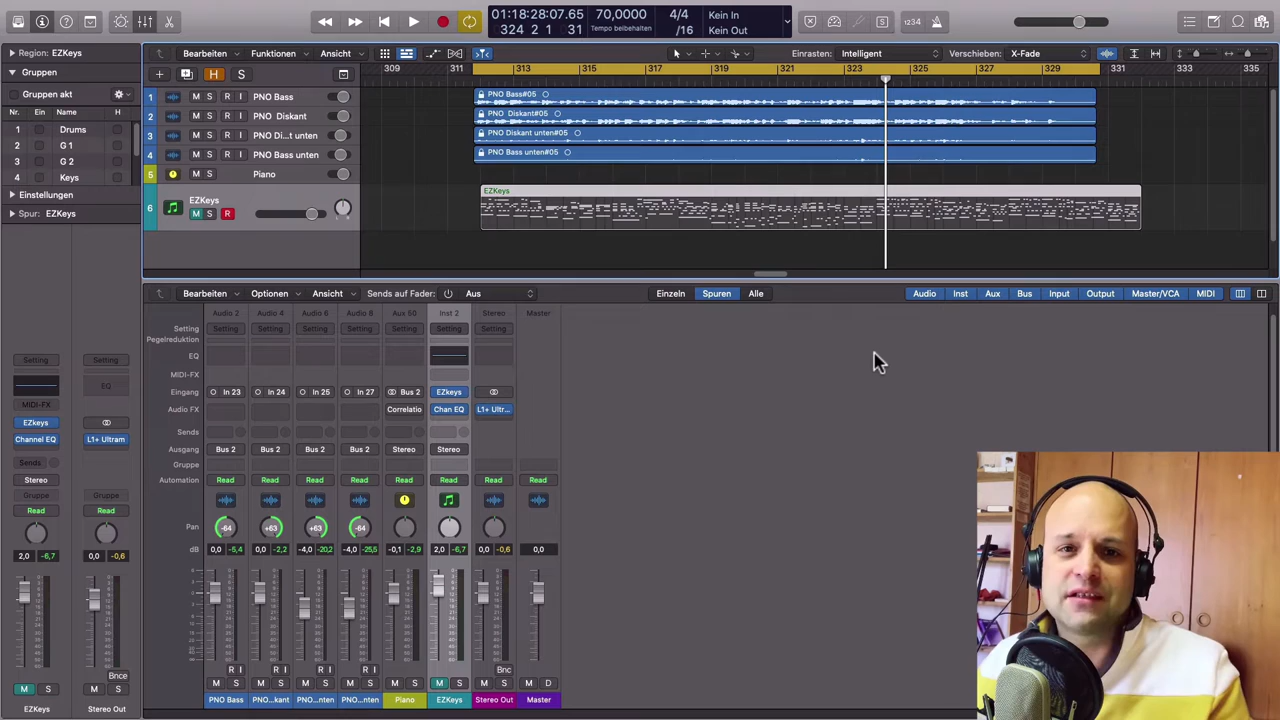 Region: EZKeys
Gruppen
Gruppen akt
Ein
Name
1
Drums
2
G 1
3
G 2
4
Keys
Einstellungen
Spur: EZKeys
01:18:28:07.65
324 2 1 31
70,0000
Tempo beibehalten
4/4
/16
Kein In
Kein Out
1234
Bearbeiten
Funktionen
Ansicht
Einrasten:
Intelligent
Verschieben:
X-Fade
H
S
309
311
313
315
317
319
321
323
325
327
329
331
333
335
1
M S R I
PNO Bass
PNO Bass#05
2
M S R I
PNO Diskant
PNO Diskant#05
3
M S R I
PNO Di...t unten
PNO Diskant unten#05
4
M S R I
PNO Bass unten
PNO Bass unten#05
5
M S
Piano
6
EZKeys
M S R
EZKeys
Bearbeiten
Optionen
Ansicht
Sends auf Fader:
Aus
Einzeln
Spuren
Alle
Audio
Inst
Aux
Bus
Input
Output
Master/VCA
MIDI
Audio 2
Audio 4
Audio 6
Audio 8
Aux 50
Inst 2
Stereo
Master
Setting
Setting
Setting
Setting
Setting
Setting
Setting
Setting
Pegelreduktion
EQ
MIDI-FX
Eingang
In 23
In 24
In 25
In 27
Bus 2
EZkeys
Audio FX
Correlatio
Chan EQ
L1+ Ultr...
Sends
Ausgang
Bus 2
Bus 2
Bus 2
Bus 2
Stereo
Stereo
Gruppe
Automation
Read
Read
Read
Read
Read
Read
Read
Pan
-64
+63
+63
-64
dB
0,0
-5,4
0,0
-2,2
-4,0
-20,2
-4,0
-25,5
-0,1
-2,9
2,0
-6,7
0,0
-0,6
0,0
R I
R I
R I
R I
Bnc
M S
M S
M S
M S
M S
M S
M S
M D
PNO Bass
PNO...kant
PNO...nten
PNO...nten
Piano
EZKeys
Stereo Out
Master
Setting
Setting
EQ
MIDI-FX
EZkeys
Channel EQ
L1+ Ultram
Sends
Stereo
Gruppe
Gruppe
Read
Read
2,0
-6,7
0,0
-0,6
Bnce
M S
M S
EZKeys
Stereo Out